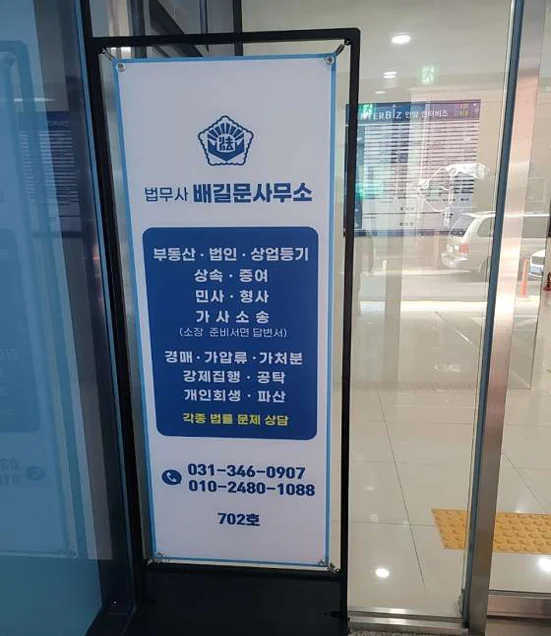 법무사 배길문사무소
부동산·법인·상업등기
상속·증여
민사·형사
가사소송
(소장 준비서면 답변서)
경매·가압류·가처분
강제집행·공탁
개인회생·파산
각종 법률 문제 상담
031-346-0907
010-2480-1088
702호